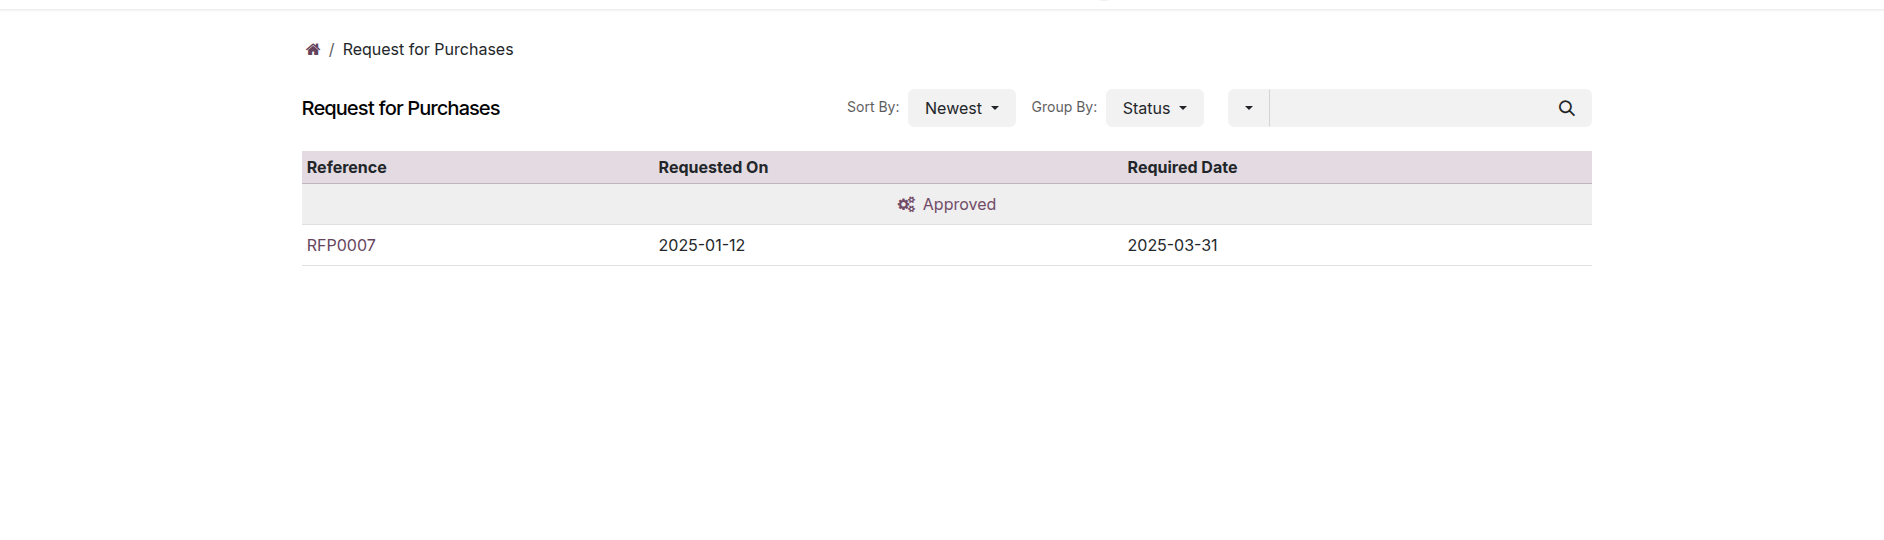 / Request for Purchases
Request for Purchases Sort By: Newest Group By: Status
Reference Requested On Required Date
Approved
RFP0007 2025-01-12 2025-03-31